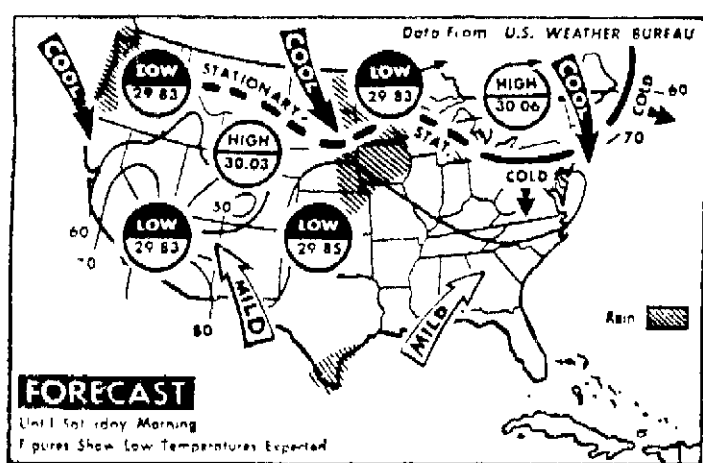 Data From U.S. WEATHER BUREAU
COOL
COOL
COOL
COLD
60
70
LOW
29 83
STATIONARY
LOW
29 83
HIGH
30.06
HIGH
30.03
STAT.
COLD
50
LOW
29 83
LOW
29 85
60
70
80
MILD
MILD
Rain
FORECAST
Until Saturday Morning
Figures Show Low Temperatures Expected